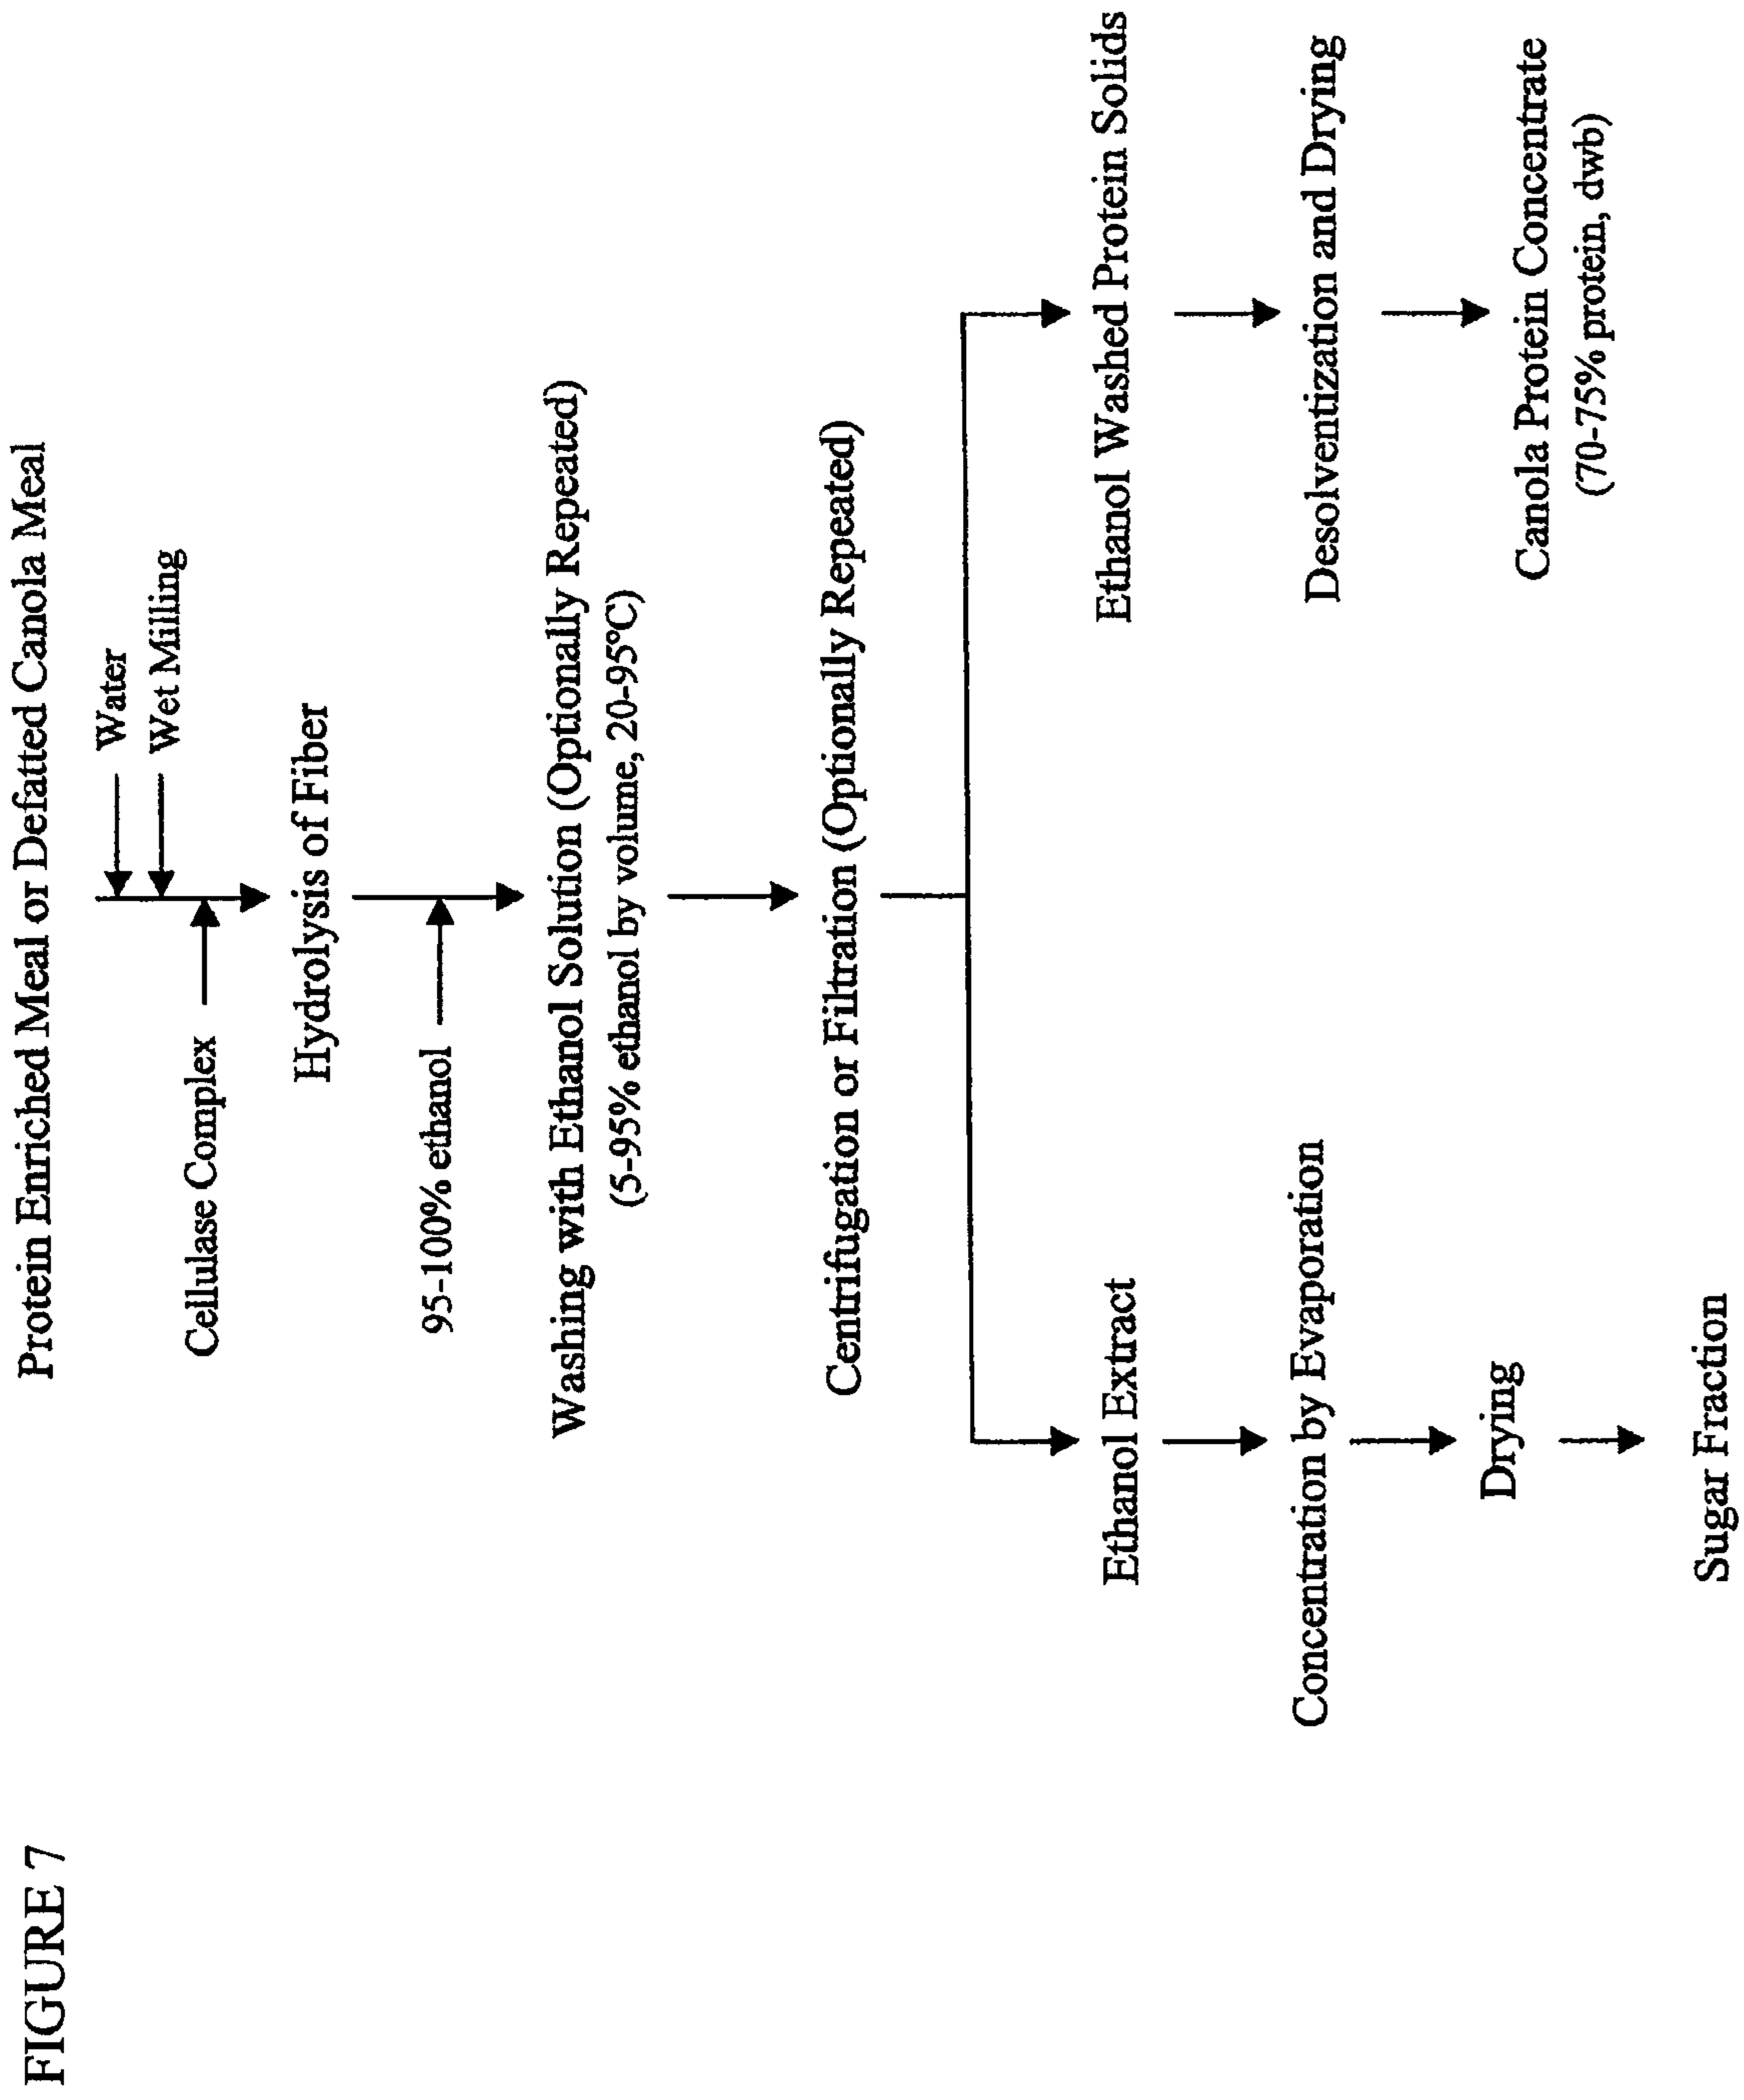 FIGURE 7
Protein Enriched Meal or Defatted Canola Meal
Water
Wet Milling
Cellulase Complex
Hydrolysis of Fiber
95-100% ethanol
Washing with Ethanol Solution (Optionally Repeated)
(5-95% ethanol by volume, 20-95°C)
Centrifugation or Filtration (Optionally Repeated)
Ethanol Extract
Concentration by Evaporation
Drying
Sugar Fraction
Ethanol Washed Protein Solids
Desolventization and Drying
Canola Protein Concentrate
(70-75% protein, dwb)